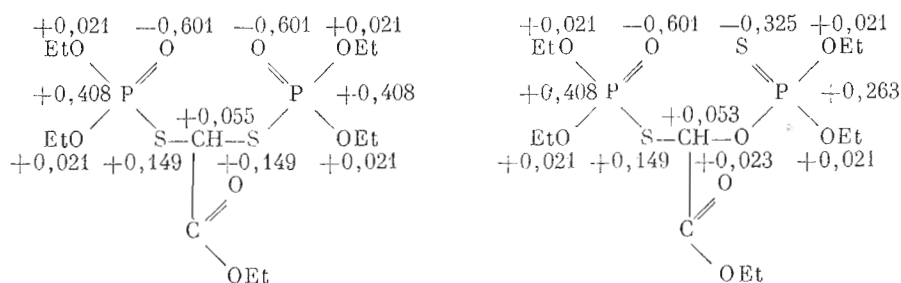 +0,021 −0,601 −0,601 +0,021 −0,601 −0,325 +0,021
EtO O O OEt EtO O S OEt
+0,408 P P +0,408 +0,408 P P +0,263
+0,055 +0,053
EtO S—CH—S OEt EtO S—CH—O OEt
+0,021 +0,149 +0,149 +0,021 +0,021 +0,149 +0,023 +0,021
O O
C C
OEt OEt